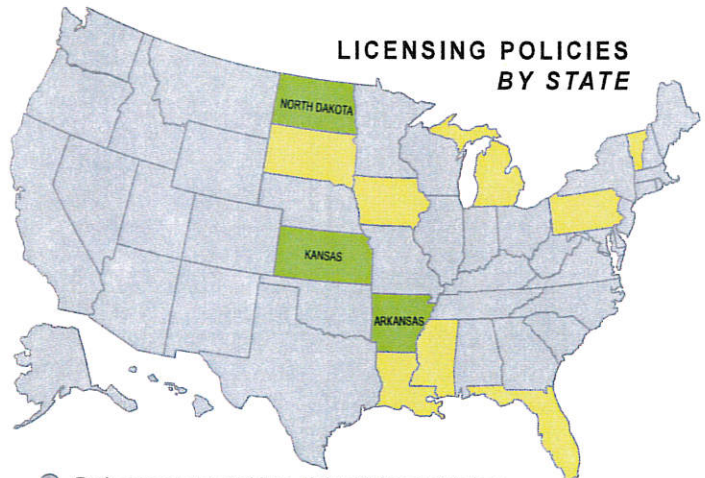 LICENSING POLICIES
BY STATE
NORTH DAKOTA
KANSAS
ARKANSAS